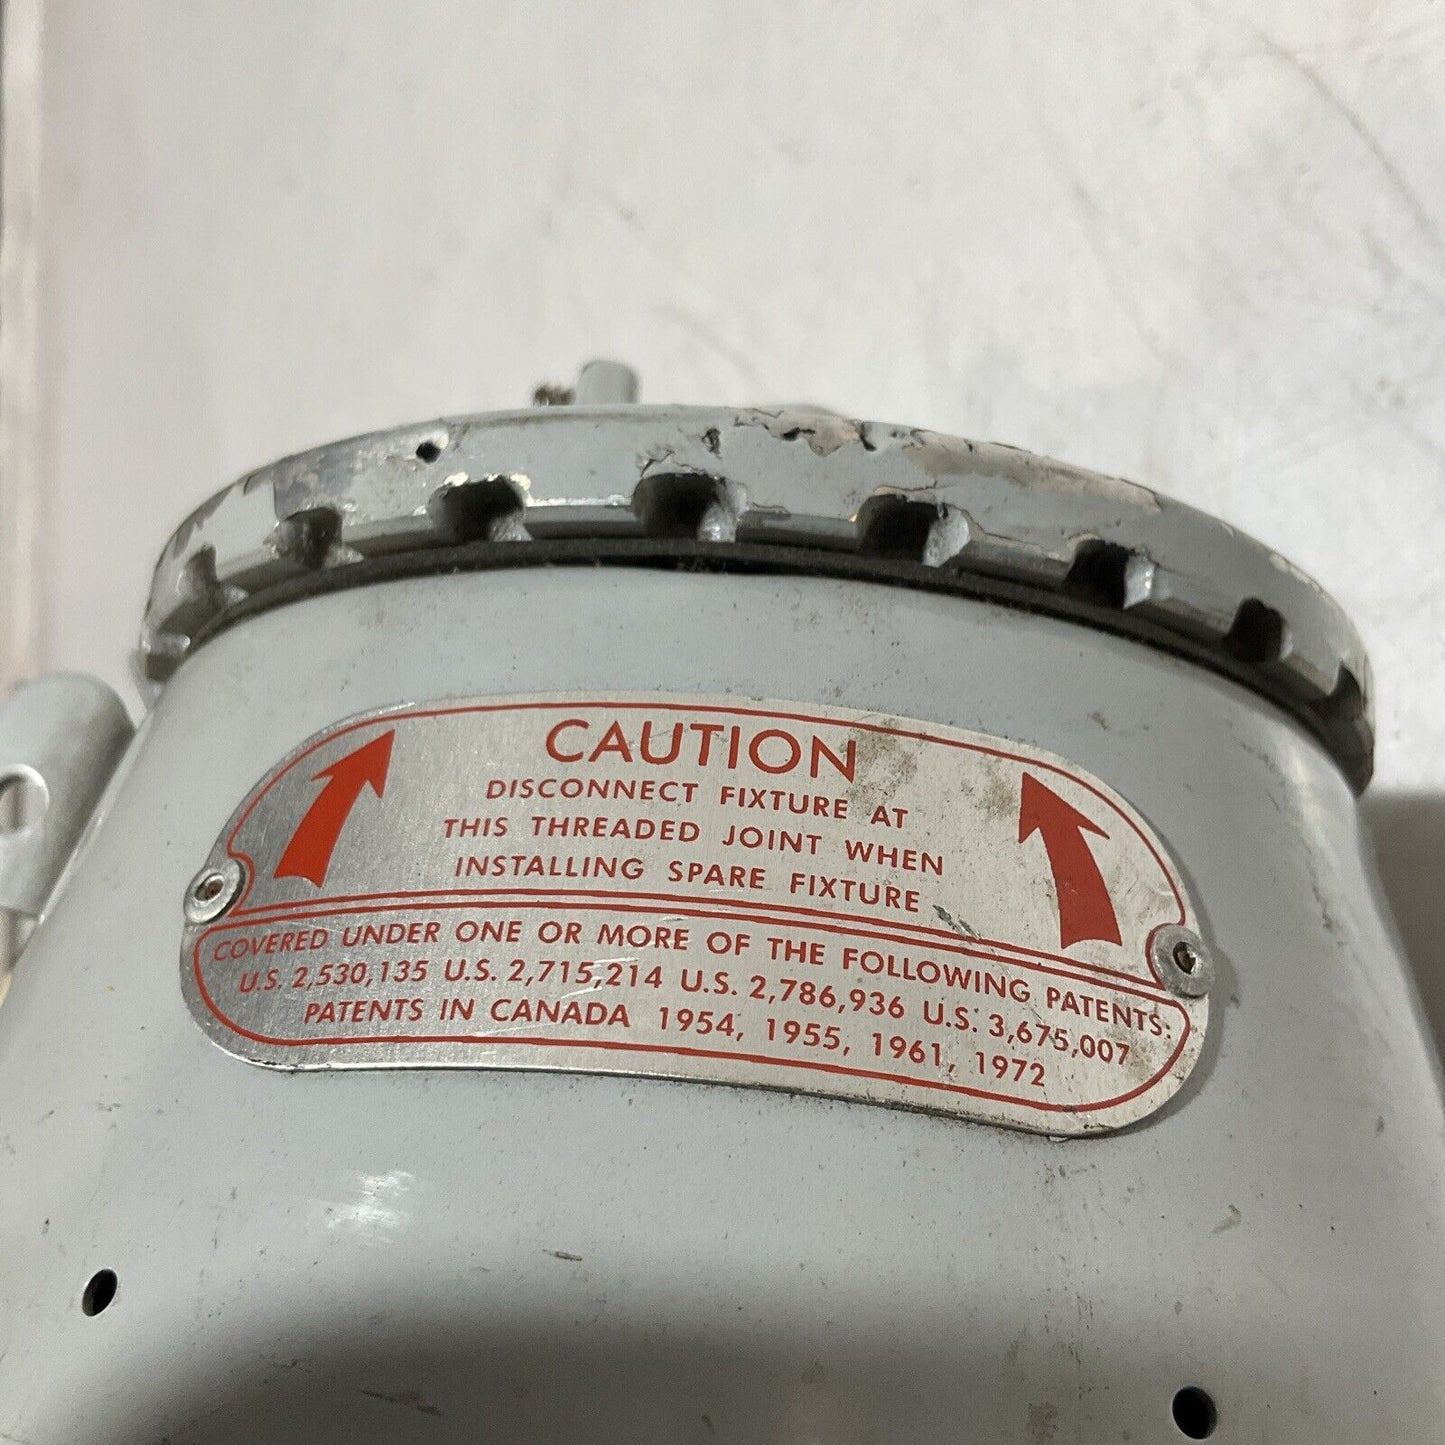 CAUTION
DISCONNECT FIXTURE AT
THIS THREADED JOINT WHEN
INSTALLING SPARE FIXTURE
COVERED UNDER ONE OR MORE OF THE FOLLOWING PATENTS:
U.S. 2,530,135 U.S. 2,715,214 U.S. 2,786,936 U.S. 3,675,007
PATENTS IN CANADA 1954, 1955, 1961, 1972